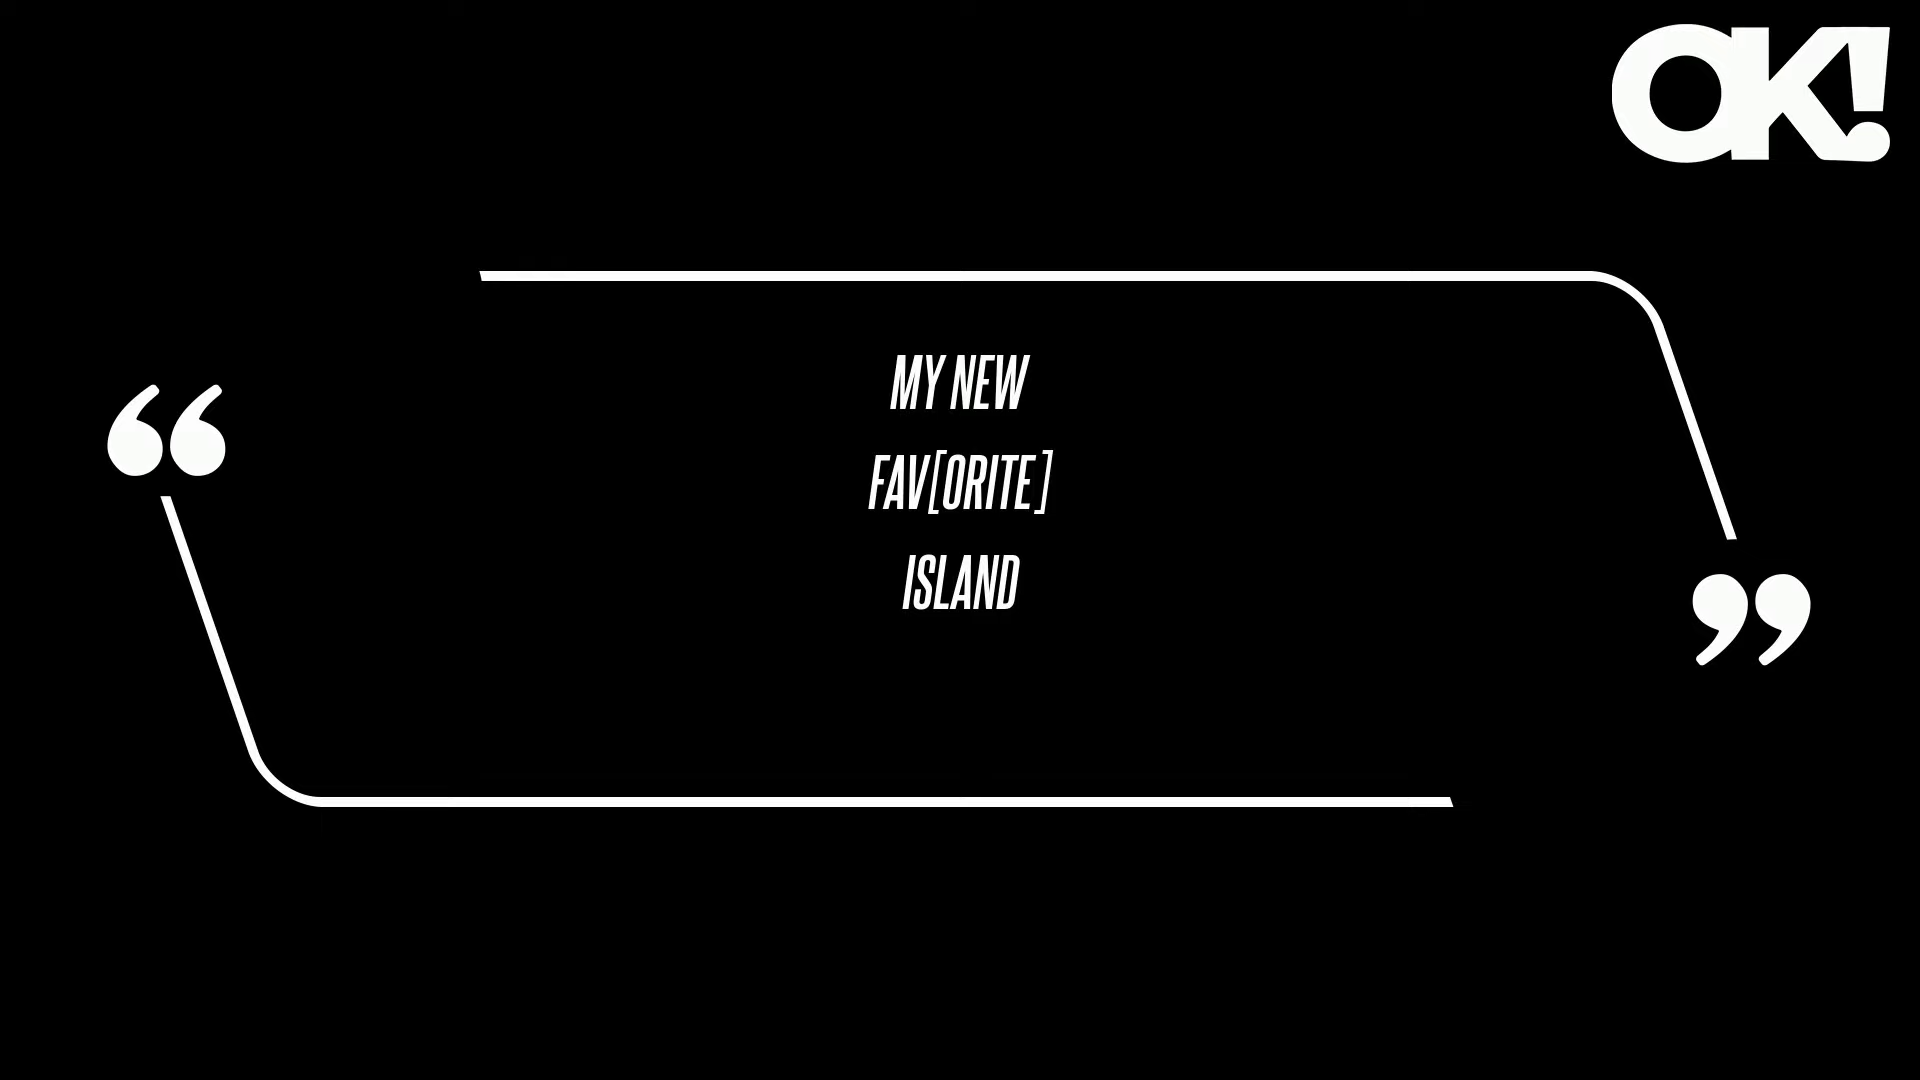 OK!
“
MY NEW
FAV[ORITE]
ISLAND
”